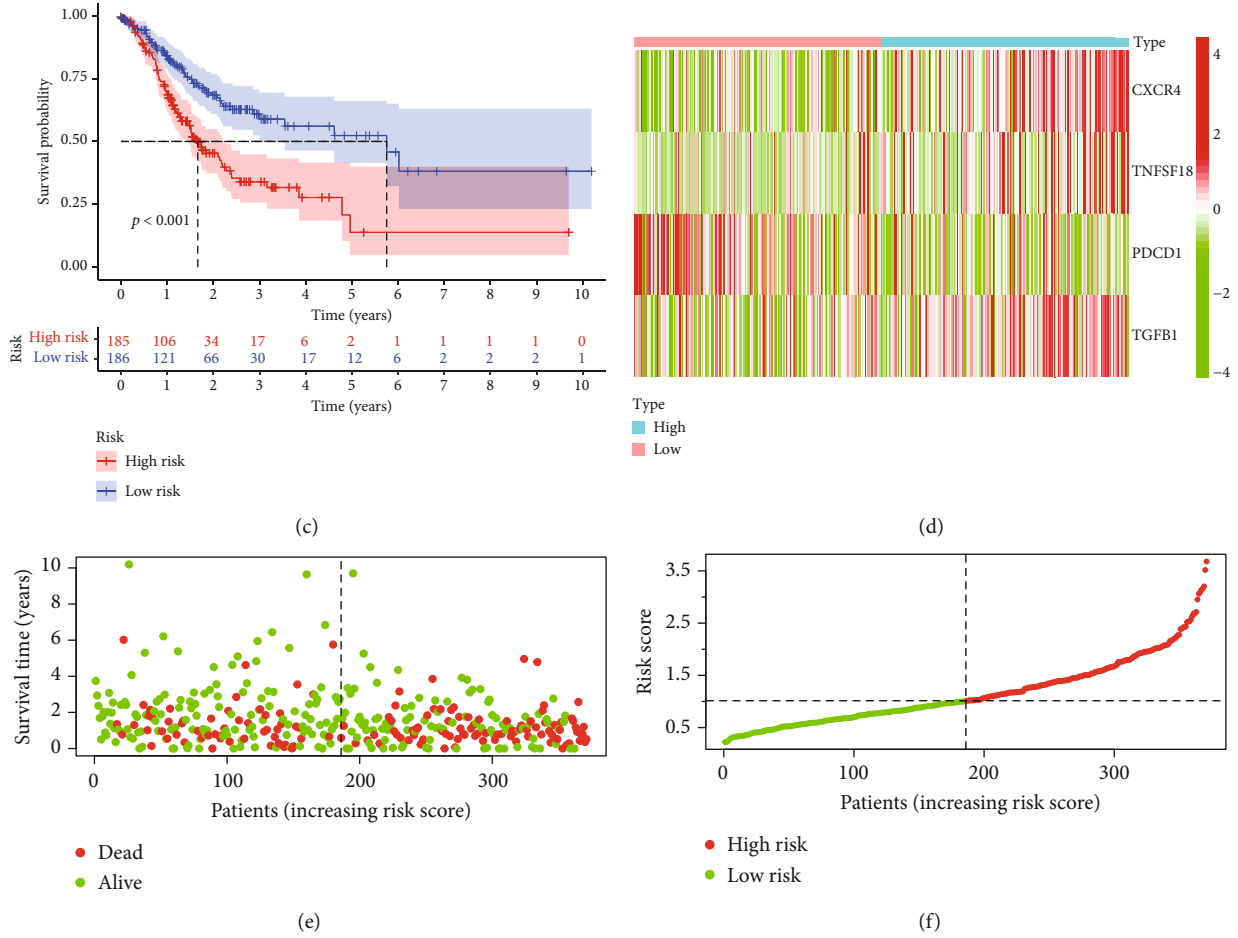 1.00
0.75
0.50
0.25
0.00
Survival probability
p < 0.001
0 1 2 3 4 5 6 7 8 9 10
Time (years)
Risk
High risk 185 106 34 17 6 2 1 1 1 1 0
Low risk 186 121 66 30 17 12 6 2 2 2 1
0 1 2 3 4 5 6 7 8 9 10
Time (years)
Risk
High risk
Low risk
(c)
Type
CXCR4
TNFSF18
PDCD1
TGFB1
4
2
0
−2
−4
Type
High
Low
(d)
10
8
6
4
2
0
Survival time (years)
0 100 200 300
Patients (increasing risk score)
Dead
Alive
(e)
3.5
2.5
1.5
0.5
Risk score
0 100 200 300
Patients (increasing risk score)
High risk
Low risk
(f)